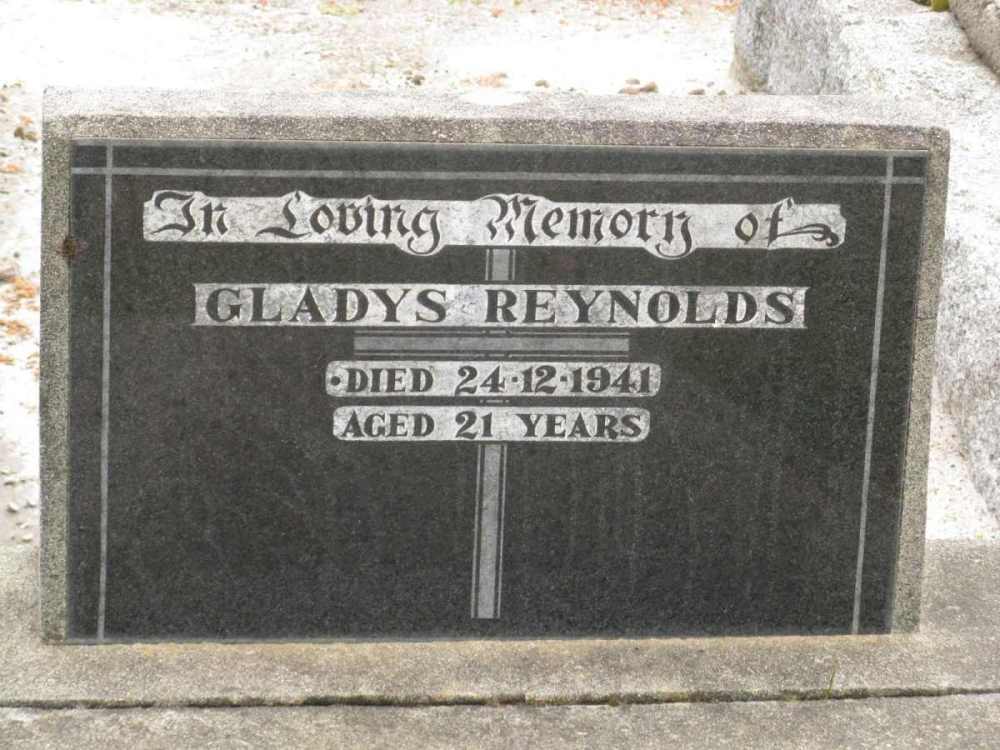 In Loving Memory of
GLADYS REYNOLDS
•DIED 24·12·1941
AGED 21 YEARS